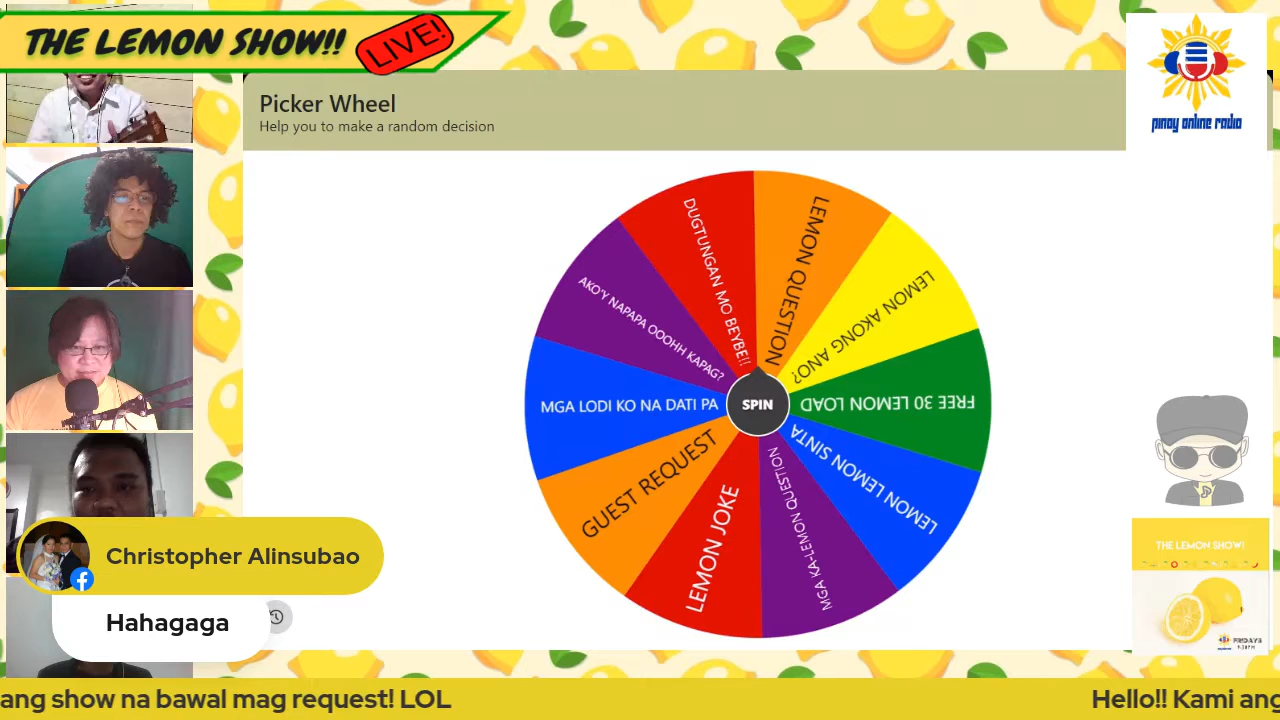 THE LEMON SHOW!! LIVE!
pinoy online radio
Picker Wheel
Help you to make a random decision
DUGTUNGAN MO BEYBE!!
LEMON QUESTION
LEMON AKONG ANO?
FREE 30 LEMON LOAD
LEMON LEMON SINTA
MGA KA-LEMON QUESTION
LEMON JOKE
GUEST REQUEST
MGA LODI KO NA DATI PA
AKO'Y NAPAPA OOOHH KAPAG?
SPIN
Christopher Alinsubao
Hahagaga
THE LEMON SHOW!
FRIDAYS
ang show na bawal mag request! LOL
Hello!! Kami ang